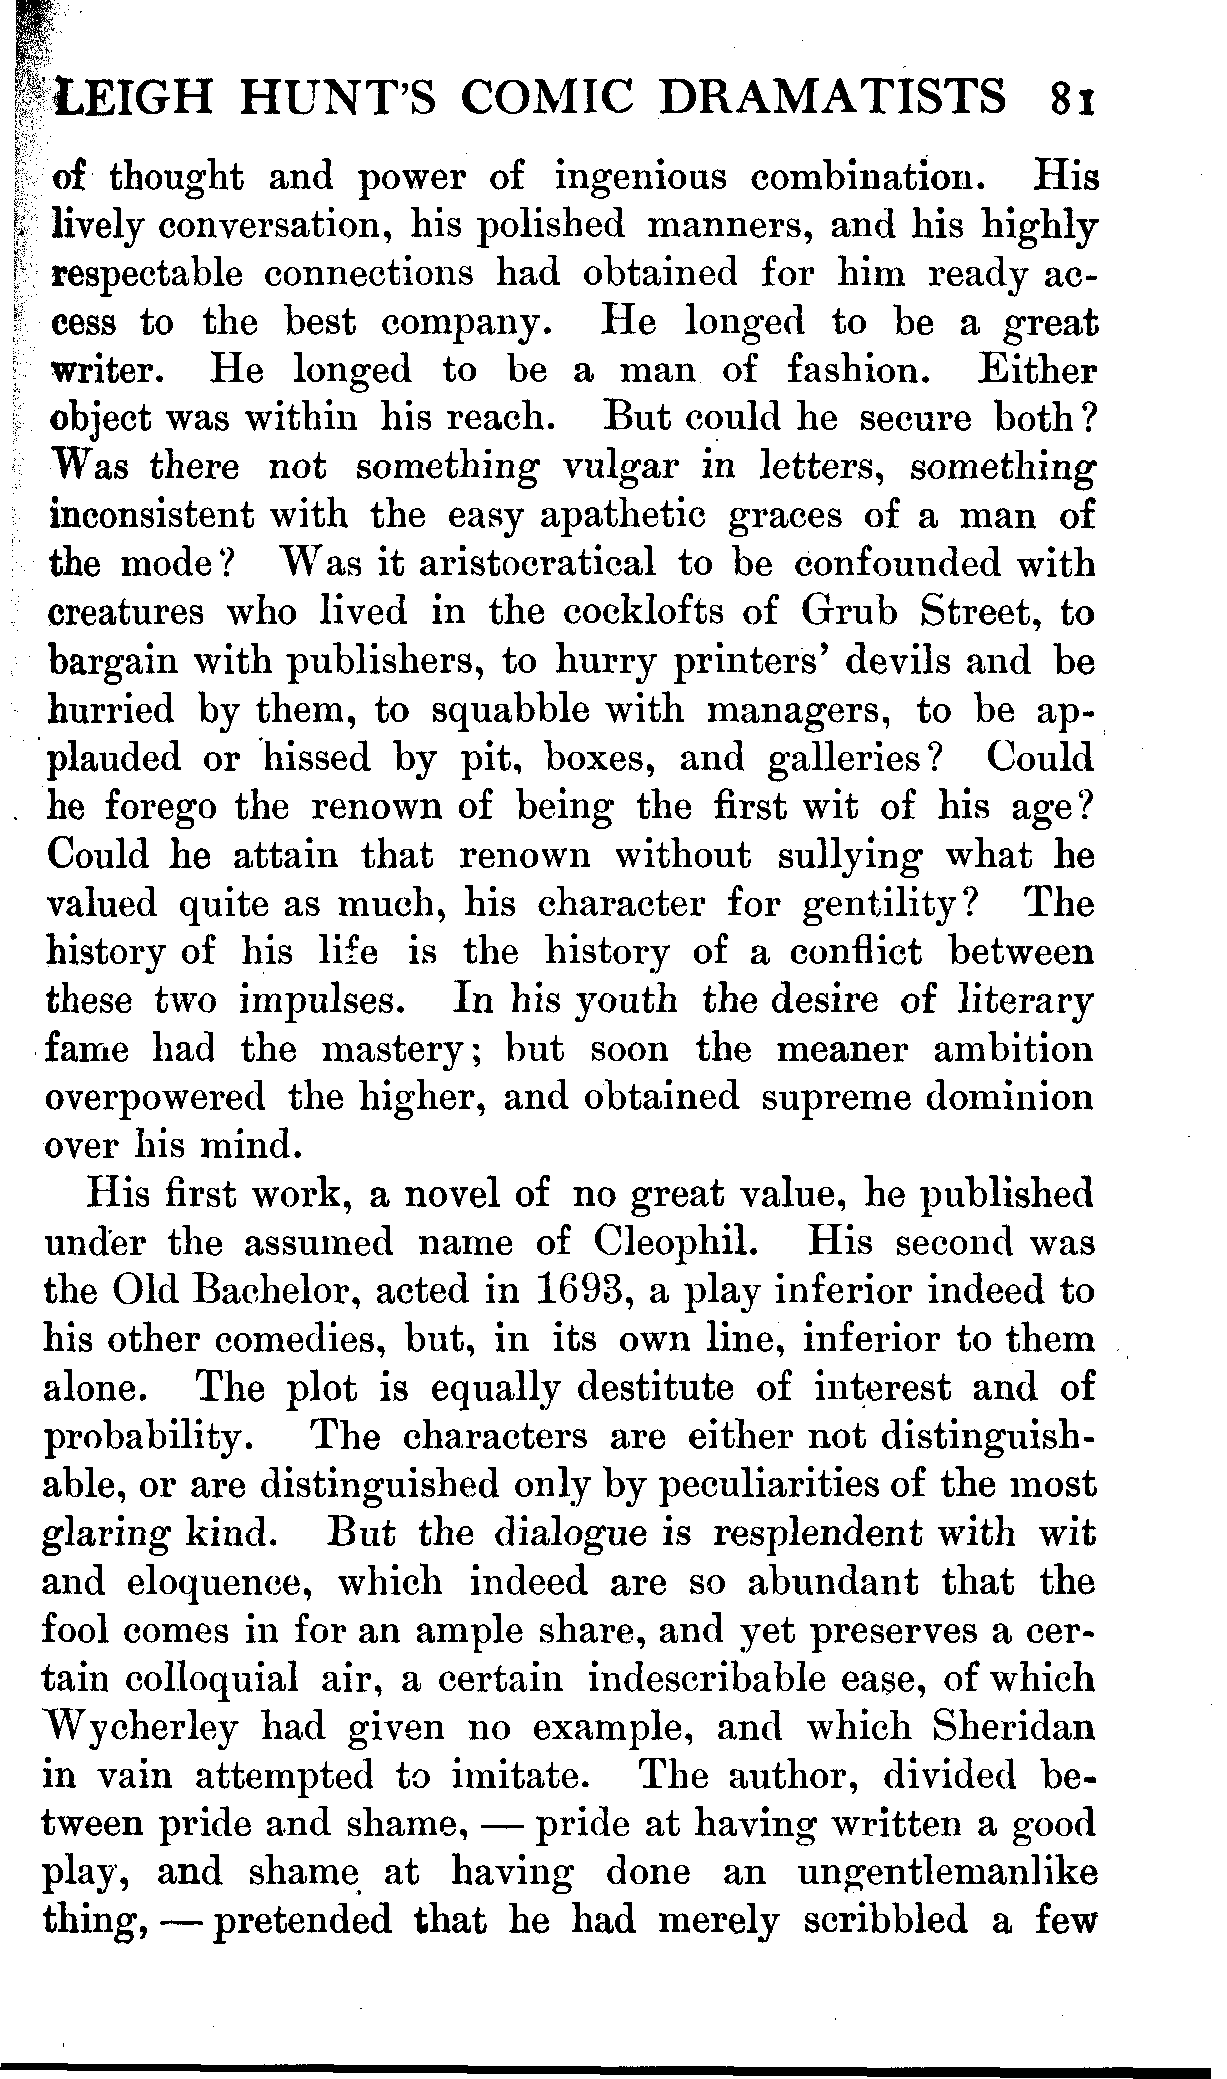 LEIGH HUNT'S COMIC DRAMATISTS 81
of thought and power of ingenious combination. His
lively conversation, his polished manners, and his highly
respectable connections had obtained for him ready ac-
cess to the best company. He longed to be a great
writer. He longed to be a man of fashion. Either
object was within his reach. But could he secure both?
Was there not something vulgar in letters, something
inconsistent with the easy apathetic graces of a man of
the mode? Was it aristocratical to be confounded with
creatures who lived in the cocklofts of Grub Street, to
bargain with publishers, to hurry printers' devils and be
hurried by them, to squabble with managers, to be ap-
plauded or hissed by pit, boxes, and galleries? Could
he forego the renown of being the first wit of his age?
Could he attain that renown without sullying what he
valued quite as much, his character for gentility? The
history of his life is the history of a conflict between
these two impulses. In his youth the desire of literary
fame had the mastery; but soon the meaner ambition
overpowered the higher, and obtained supreme dominion
over his mind.
His first work, a novel of no great value, he published
under the assumed name of Cleophil. His second was
the Old Bachelor, acted in 1693, a play inferior indeed to
his other comedies, but, in its own line, inferior to them
alone. The plot is equally destitute of interest and of
probability. The characters are either not distinguish-
able, or are distinguished only by peculiarities of the most
glaring kind. But the dialogue is resplendent with wit
and eloquence, which indeed are so abundant that the
fool comes in for an ample share, and yet preserves a cer-
tain colloquial air, a certain indescribable ease, of which
Wycherley had given no example, and which Sheridan
in vain attempted to imitate. The author, divided be-
tween pride and shame, — pride at having written a good
play, and shame at having done an ungentlemanlike
thing, — pretended that he had merely scribbled a few